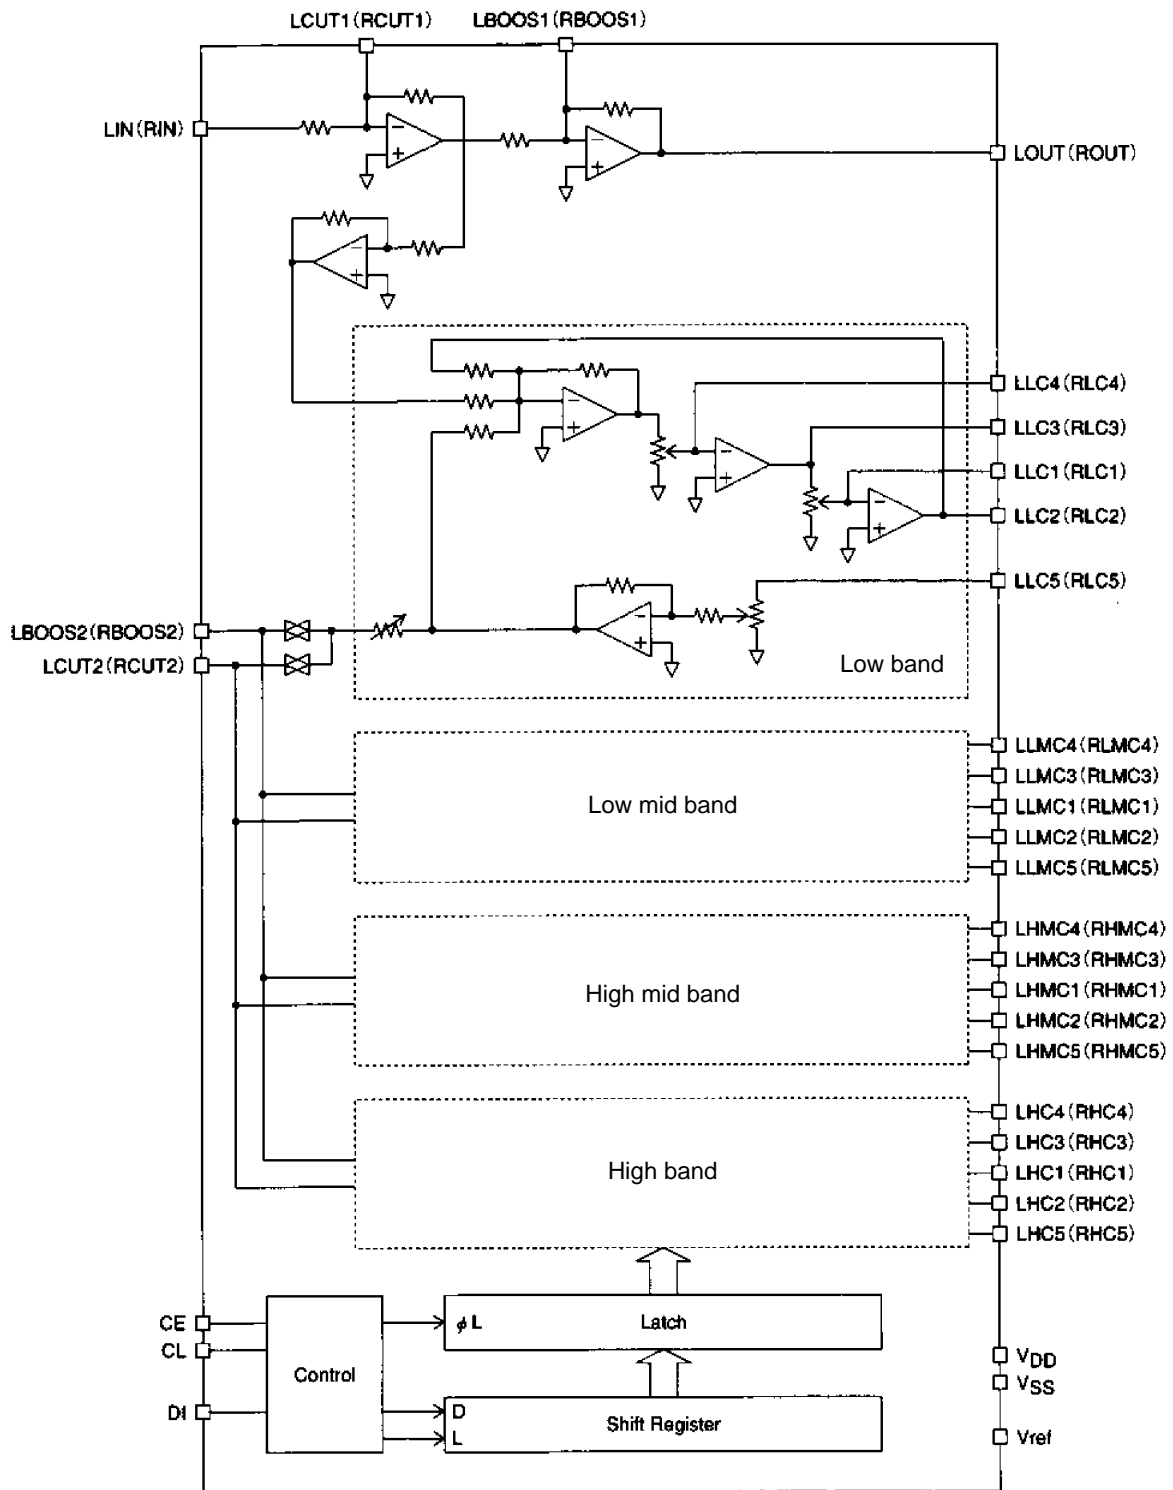 LCUT1(RCUT1)
LBOOS1(RBOOS1)
LIN(RIN)
LOUT(ROUT)
LLC4(RLC4)
LLC3(RLC3)
LLC1(RLC1)
LLC2(RLC2)
LLC5(RLC5)
LBOOS2(RBOOS2)
LCUT2(RCUT2)
Low band
LLMC4(RLMC4)
LLMC3(RLMC3)
Low mid band
LLMC1(RLMC1)
LLMC2(RLMC2)
LLMC5(RLMC5)
LHMC4(RHMC4)
LHMC3(RHMC3)
High mid band
LHMC1(RHMC1)
LHMC2(RHMC2)
LHMC5(RHMC5)
LHC4(RHC4)
LHC3(RHC3)
High band
LHC1(RHC1)
LHC2(RHC2)
LHC5(RHC5)
CE
CL
DI
Control
ϕL
Latch
D
L
Shift Register
VDD
VSS
Vref